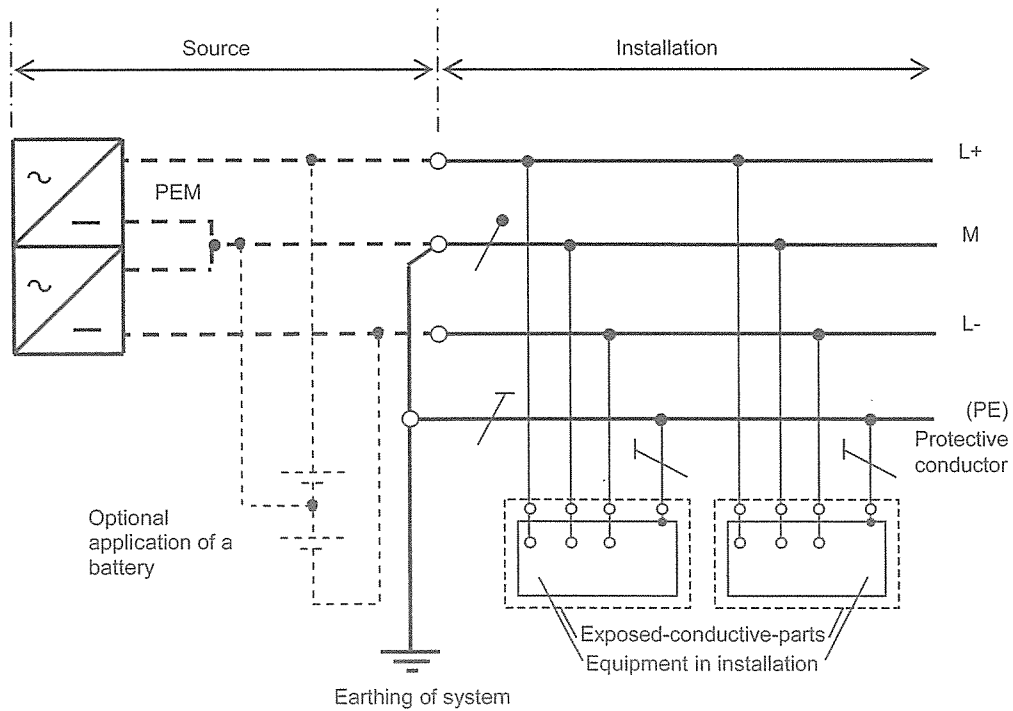 Source
Installation
L+
PEM
M
L-
(PE)
Protective
conductor
Optional
application of a
battery
Exposed-conductive-parts
Equipment in installation
Earthing of system